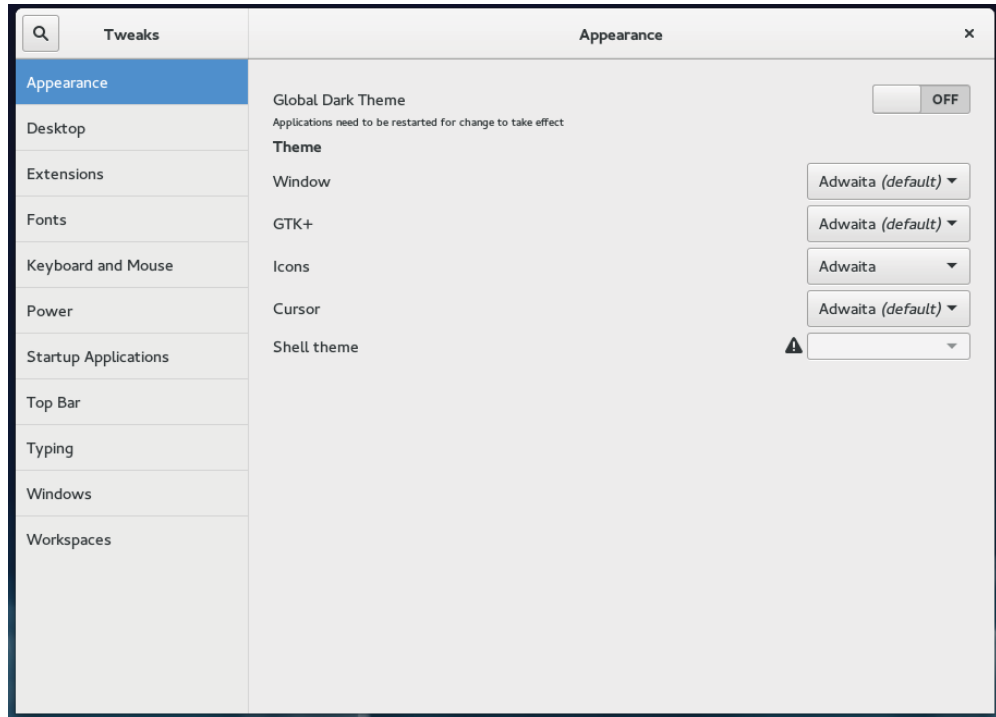 Tweaks
Appearance
Appearance
Desktop
Extensions
Fonts
Keyboard and Mouse
Power
Startup Applications
Top Bar
Typing
Windows
Workspaces
Global Dark Theme OFF
Applications need to be restarted for change to take effect
Theme
Window Adwaita (default)
GTK+ Adwaita (default)
Icons Adwaita
Cursor Adwaita (default)
Shell theme